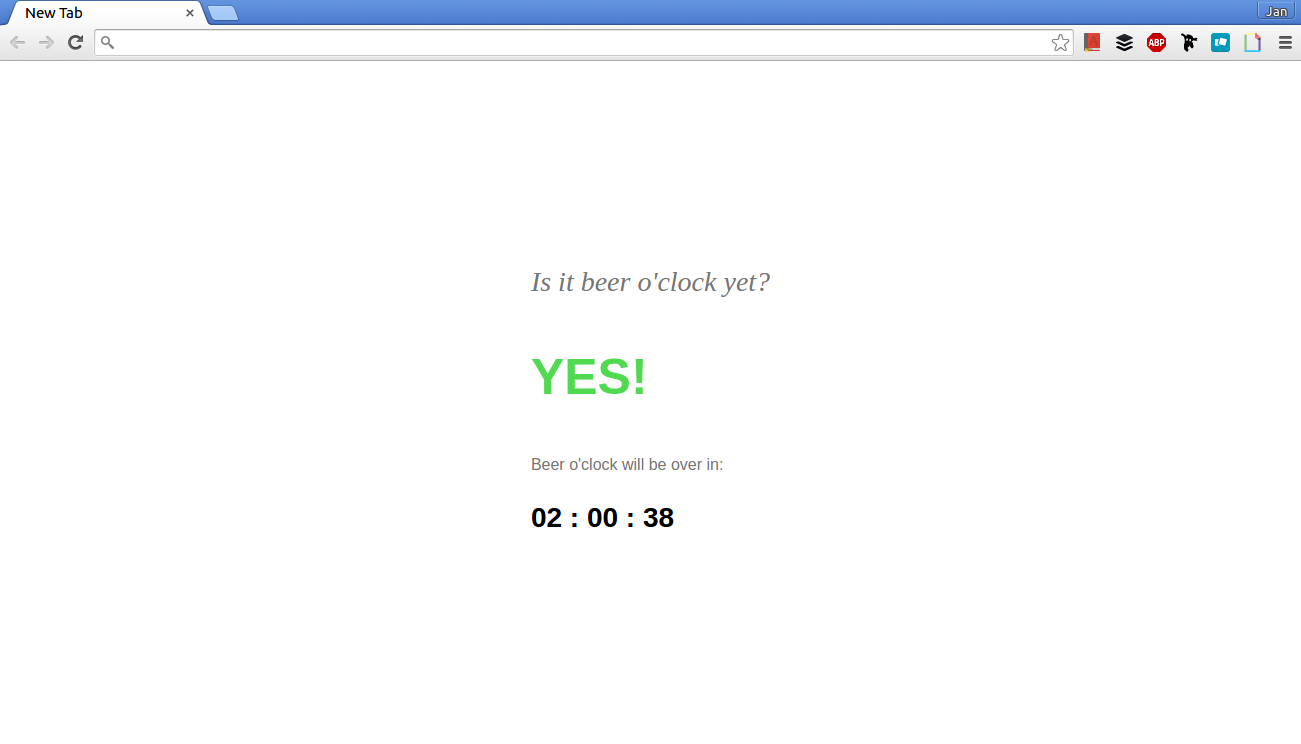 New Tab
Jan
ABP
Is it beer o'clock yet?
YES!
Beer o'clock will be over in:
02 : 00 : 38